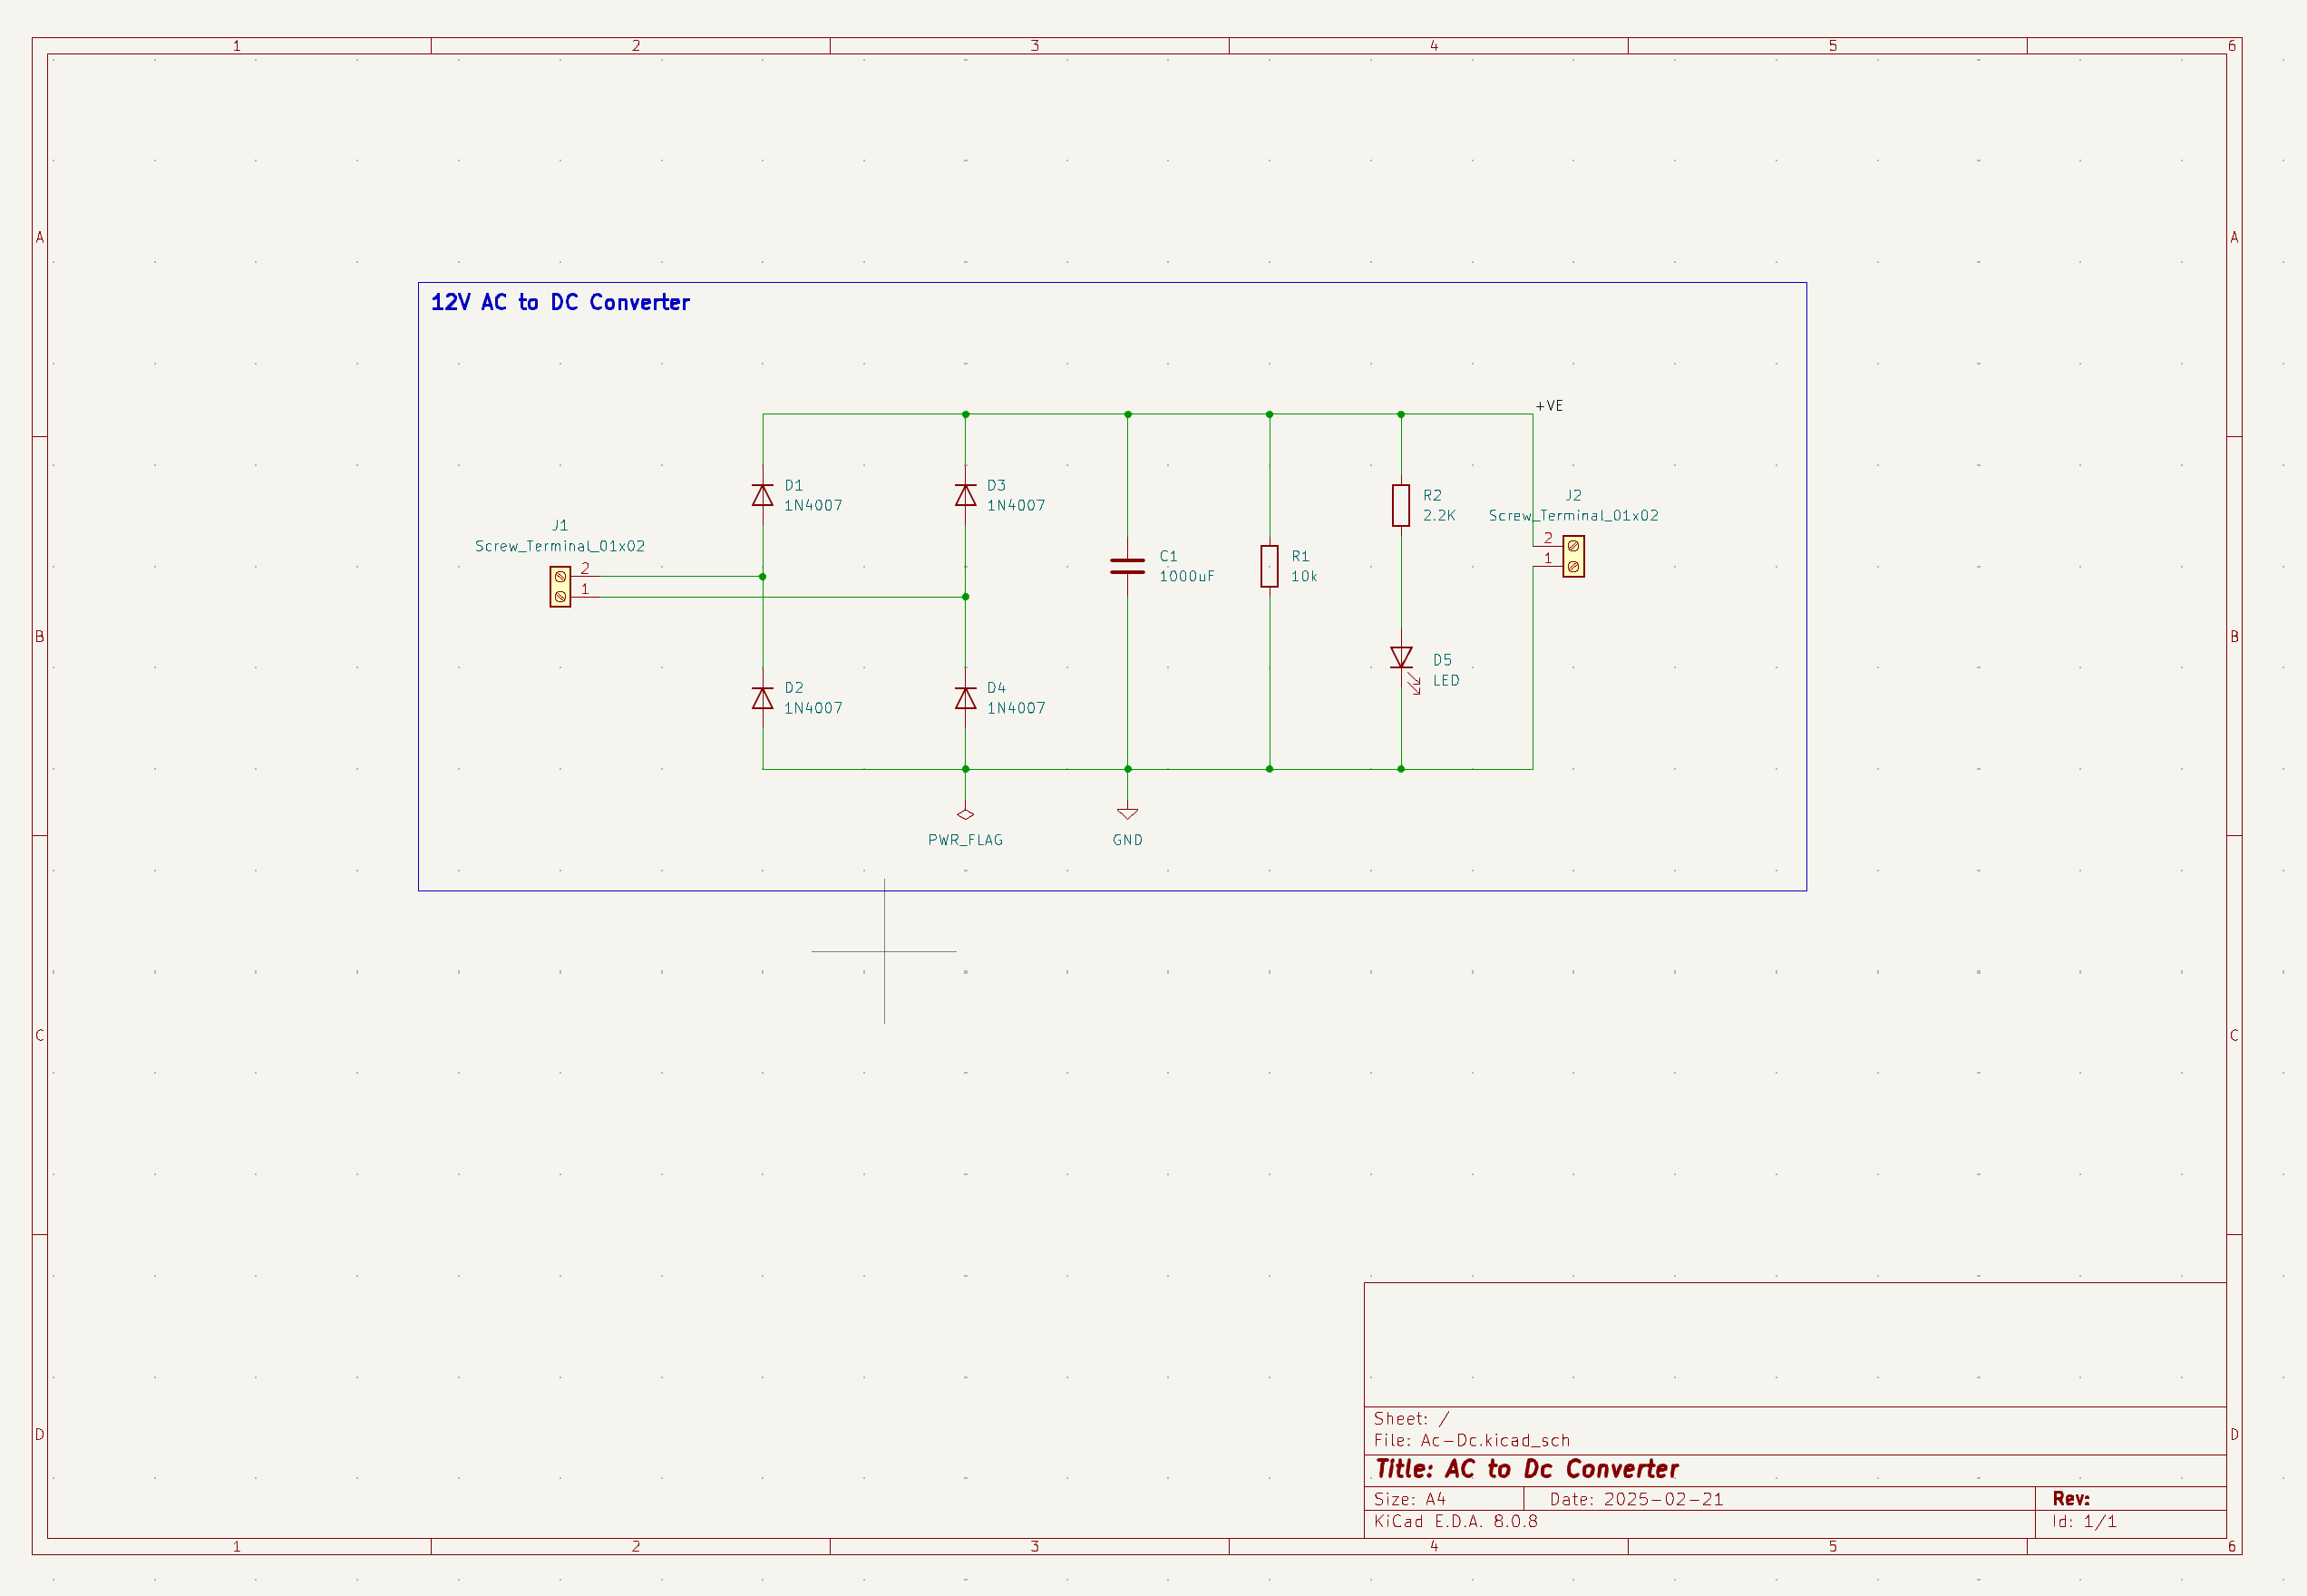 1 2 3 4 5 6
A A
12V AC to DC Converter
+VE
D1
1N4007
D3
1N4007
R2
2.2K
J2
Screw_Terminal_01x02
2
1
J1
Screw_Terminal_01x02
2
1
C1
1000uF
R1
10k
B B
D5
LED
D2
1N4007
D4
1N4007
PWR_FLAG
GND
C C
Sheet: /
File: Ac-Dc.kicad_sch
D D
Title: AC to Dc Converter
Size: A4 Date: 2025-02-21 Rev:
KiCad E.D.A. 8.0.8 Id: 1/1
1 2 3 4 5 6